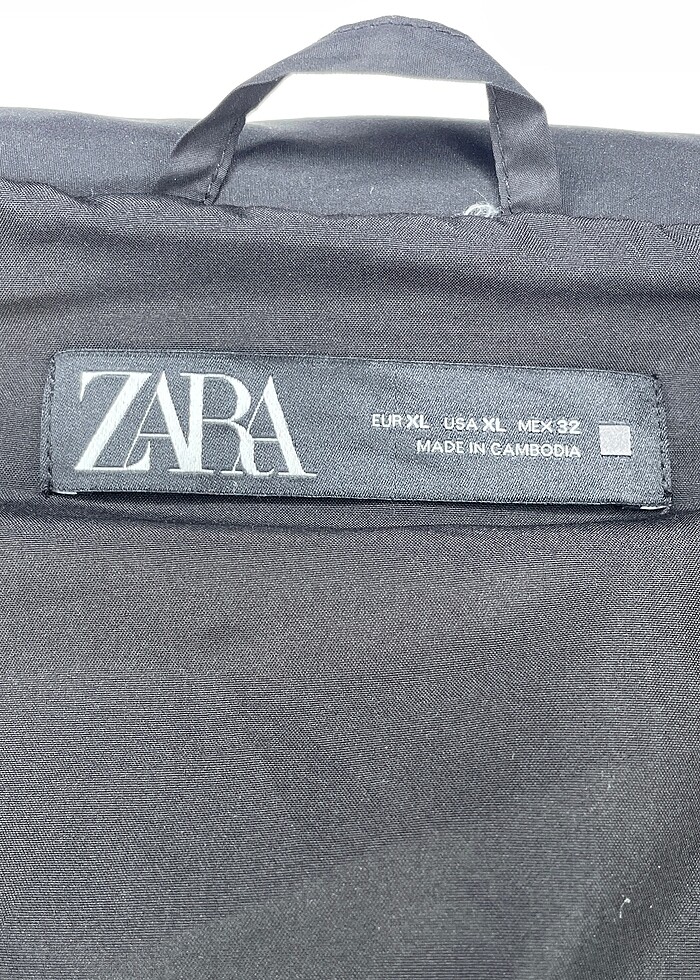 ZARA
EUR XL USA XL MEX 32
MADE IN CAMBODIA